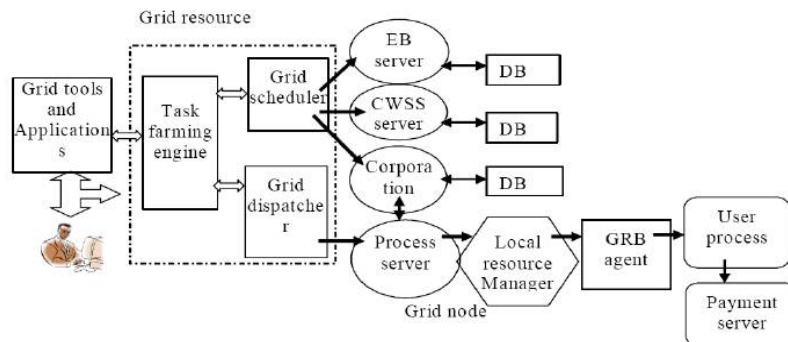 Grid resource
Grid tools
and
Application
s
Task
farming
engine
Grid
scheduler
Grid
dispatche
r
EB
server
DB
CWSS
server
DB
Corpora
tion
DB
Process
server
Grid node
Local
resource
Manager
GRB
agent
User
process
Payment
server